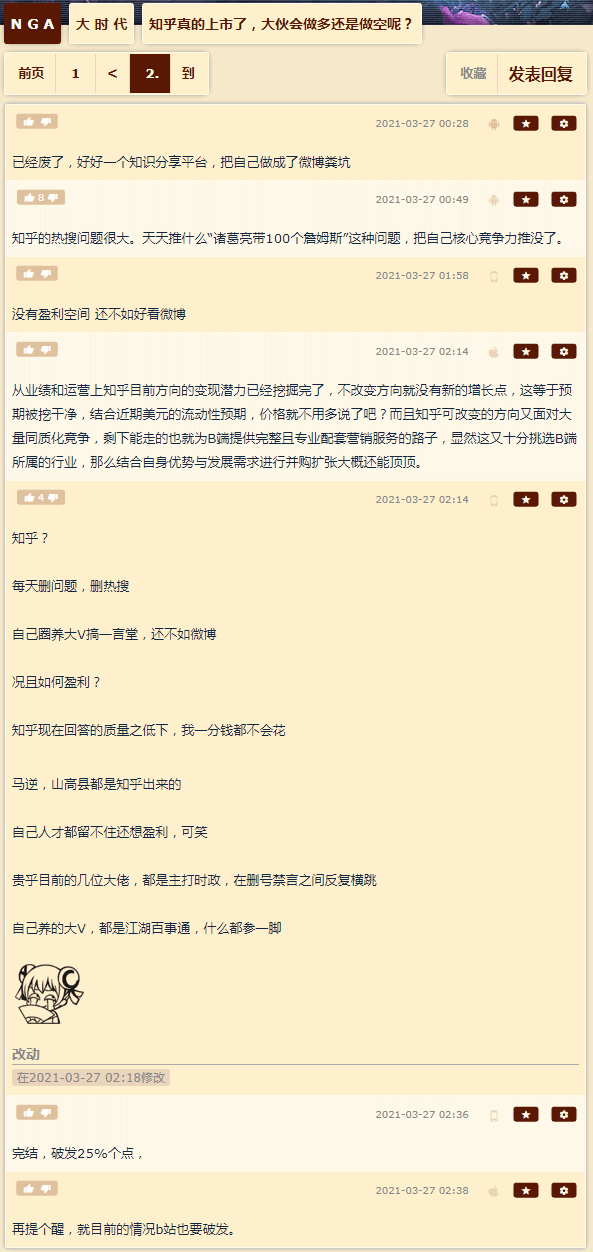 NGA 大时代 知乎真的上市了，大伙会做多还是做空呢？
前页 1 < 2. 到 收藏 发表回复
2021-03-27 00:28
已经废了，好好一个知识分享平台，把自己做成了微博粪坑
8 2021-03-27 00:49
知乎的热搜问题很大。天天推什么“诸葛亮带100个詹姆斯”这种问题，把自己核心竞争力推没了。
2021-03-27 01:58
没有盈利空间 还不如好看微博
2021-03-27 02:14
从业绩和运营上知乎目前方向的变现潜力已经挖掘完了，不改变方向就没有新的增长点，这等于预
期被挖干净，结合近期美元的流动性预期，价格就不用多说了吧？而且知乎可改变的方向又面对大
量同质化竞争，剩下能走的也就为B端提供完整且专业配套营销服务的路子，显然这又十分挑选B端
所属的行业，那么结合自身优势与发展需求进行并购扩张大概还能顶顶。
4 2021-03-27 02:14
知乎？
每天删问题，删热搜
自己圈养大V搞一言堂，还不如微博
况且如何盈利？
知乎现在回答的质量之低下，我一分钱都不会花
马逆，山高县都是知乎出来的
自己人才都留不住还想盈利，可笑
贵乎目前的几位大佬，都是主打时政，在删号禁言之间反复横跳
自己养的大V，都是江湖百事通，什么都参一脚
改动
在2021-03-27 02:18修改
2021-03-27 02:36
完结，破发25%个点，
2021-03-27 02:38
再提个醒，就目前的情况b站也要破发。